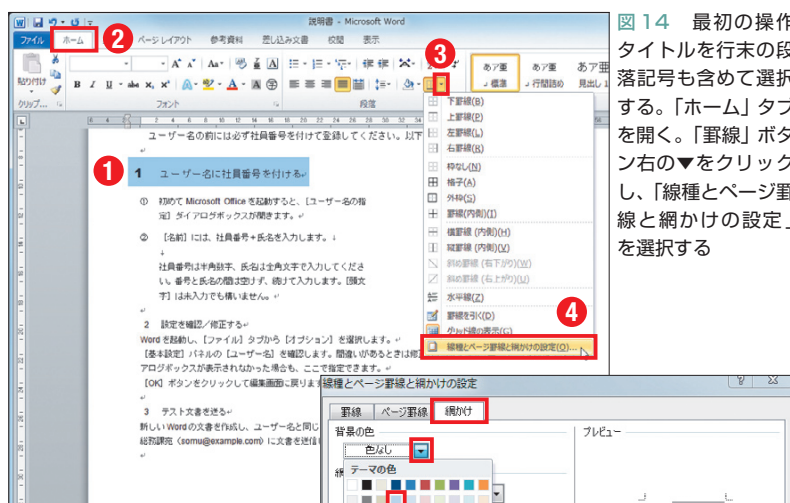 説明書 - Microsoft Word
ファイル ホーム 2 ページレイアウト 参考資料 差し込み文書 校閲 表示
3
貼り付け
B I U abc x₂ x²
あア亜 あア亜 あア亜
標準 行間詰め 見出し 1
クリップ... フォント 段落
ユーザー名の前には必ず社員番号を付けて登録してください。以下
1
1 ユーザー名に社員番号を付ける
① 初めて Microsoft Office を起動すると、[ユーザー名の指
定] ダイアログボックスが開きます。
② [名前] には、社員番号+氏名を入力します。
社員番号は半角数字、氏名は全角文字で入力してくださ
い。番号と氏名の間は空けず、続けて入力します。[頭文
字] は未入力でも構いません。
2 設定を確認/修正する
Word を起動し、[ファイル] タブから [オプション] を選択します。
[基本設定] パネルの [ユーザー名] を確認します。間違いがあるときは修
アログボックスが表示されなかった場合も、ここで指定できます。
[OK] ボタンをクリックして編集画面に戻ります
3 テスト文書を送る
新しい Word の文書を作成し、ユーザー名と同じ
総務課宛 (somu@example.com) に文書を送信
下罫線(B)
上罫線(P)
左罫線(L)
右罫線(R)
枠なし(N)
格子(A)
外枠(S)
罫線(内側)(I)
横罫線 (内側)(H)
縦罫線 (内側)(V)
斜め罫線 (右下がり)(W)
斜め罫線 (右上がり)(X)
水平線(Z)
罫線を引く(D)
グリッド線の表示(G)
4
線種とページ罫線と網かけの設定(O)...
線種とページ罫線と網かけの設定
罫線 ページ罫線 網かけ
背景の色
色なし
テーマの色
プレビュー
図14 最初の操作
タイトルを行末の段
落記号も含めて選択
する。「ホーム」タブ
を開く。「罫線」ボタ
ン右の▼をクリック
し、「線種とページ罫
線と網かけの設定」
を選択する